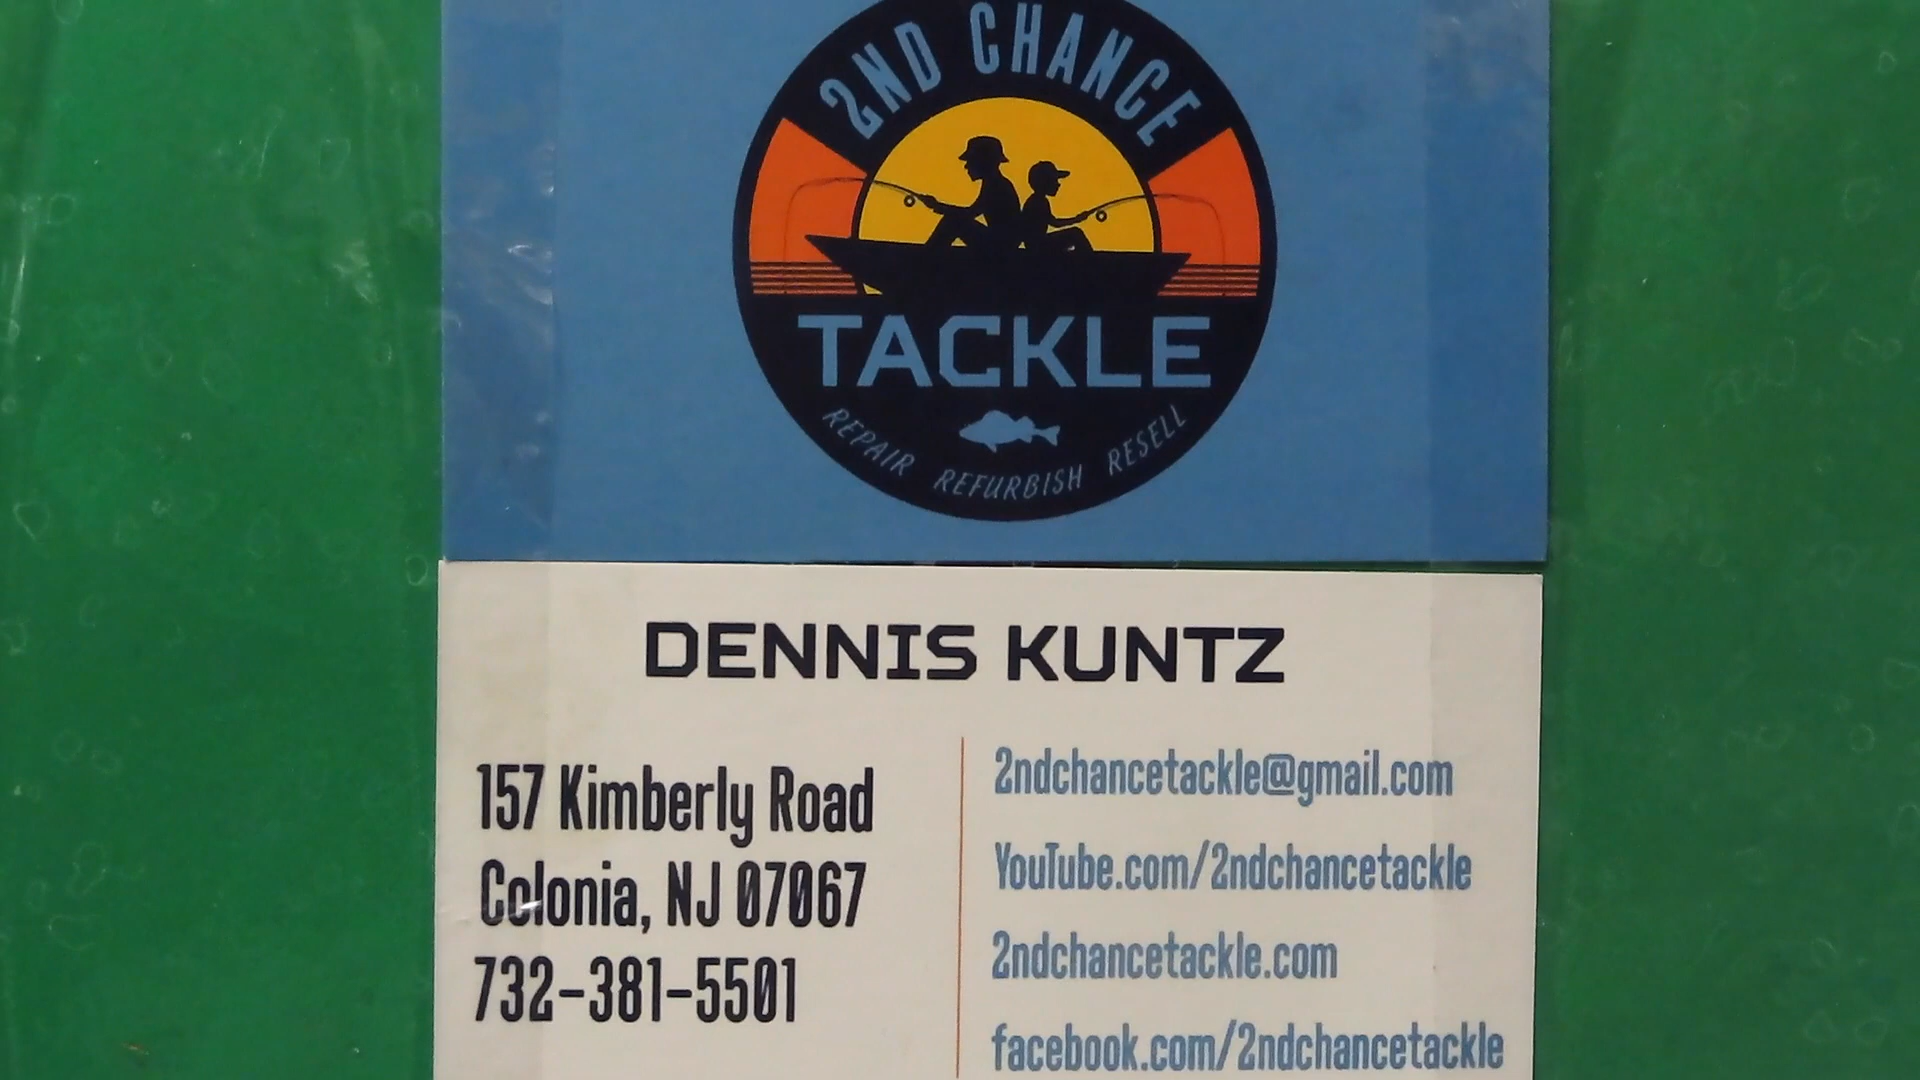 2ND CHANCE
TACKLE
REPAIR REFURBISH RESELL
DENNIS KUNTZ
157 Kimberly Road
Colonia, NJ 07067
732-381-5501
2ndchancetackle@gmail.com
YouTube.com/2ndchancetackle
2ndchancetackle.com
facebook.com/2ndchancetackle